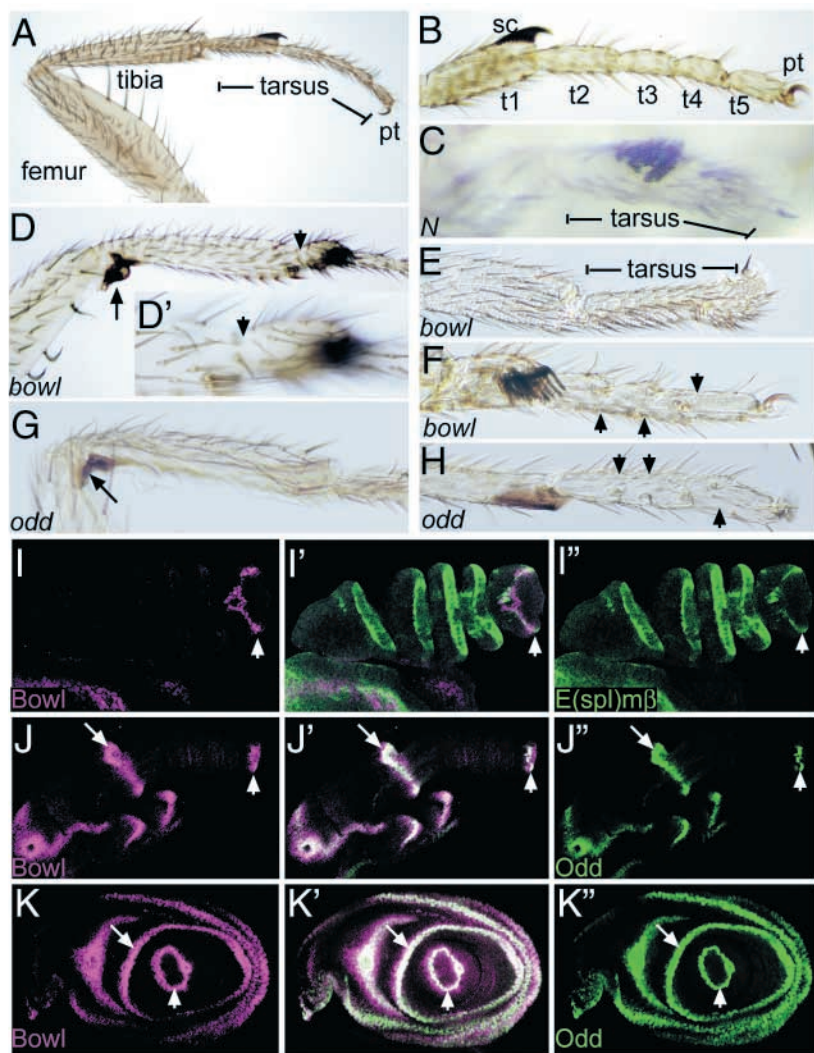 A
tibia
tarsus
pt
femur
B
sc
pt
t1 t2 t3 t4 t5
C
tarsus
N
D
D'
bowl
E
tarsus
bowl
F
bowl
G
odd
H
odd
I
Bowl
I'
I"
E(spl)mβ
J
Bowl
J'
J"
Odd
K
Bowl
K'
K"
Odd